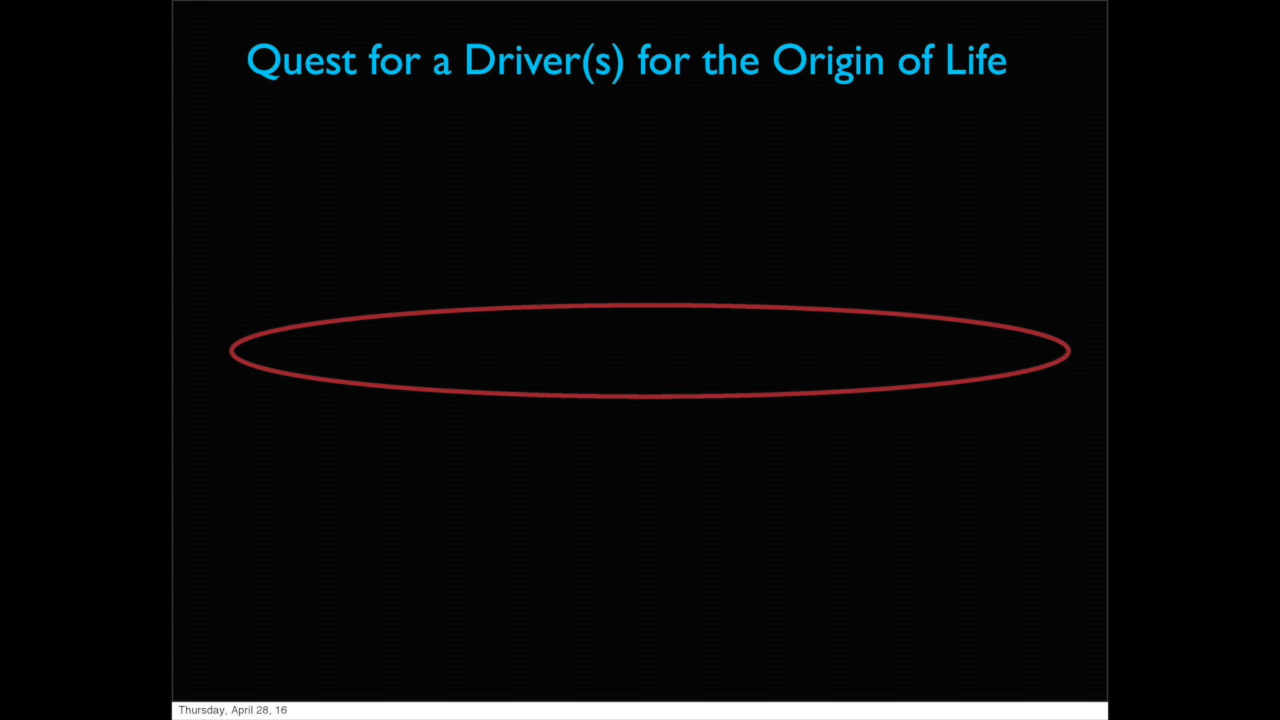 Quest for a Driver(s) for the Origin of Life
Thursday, April 28, 16